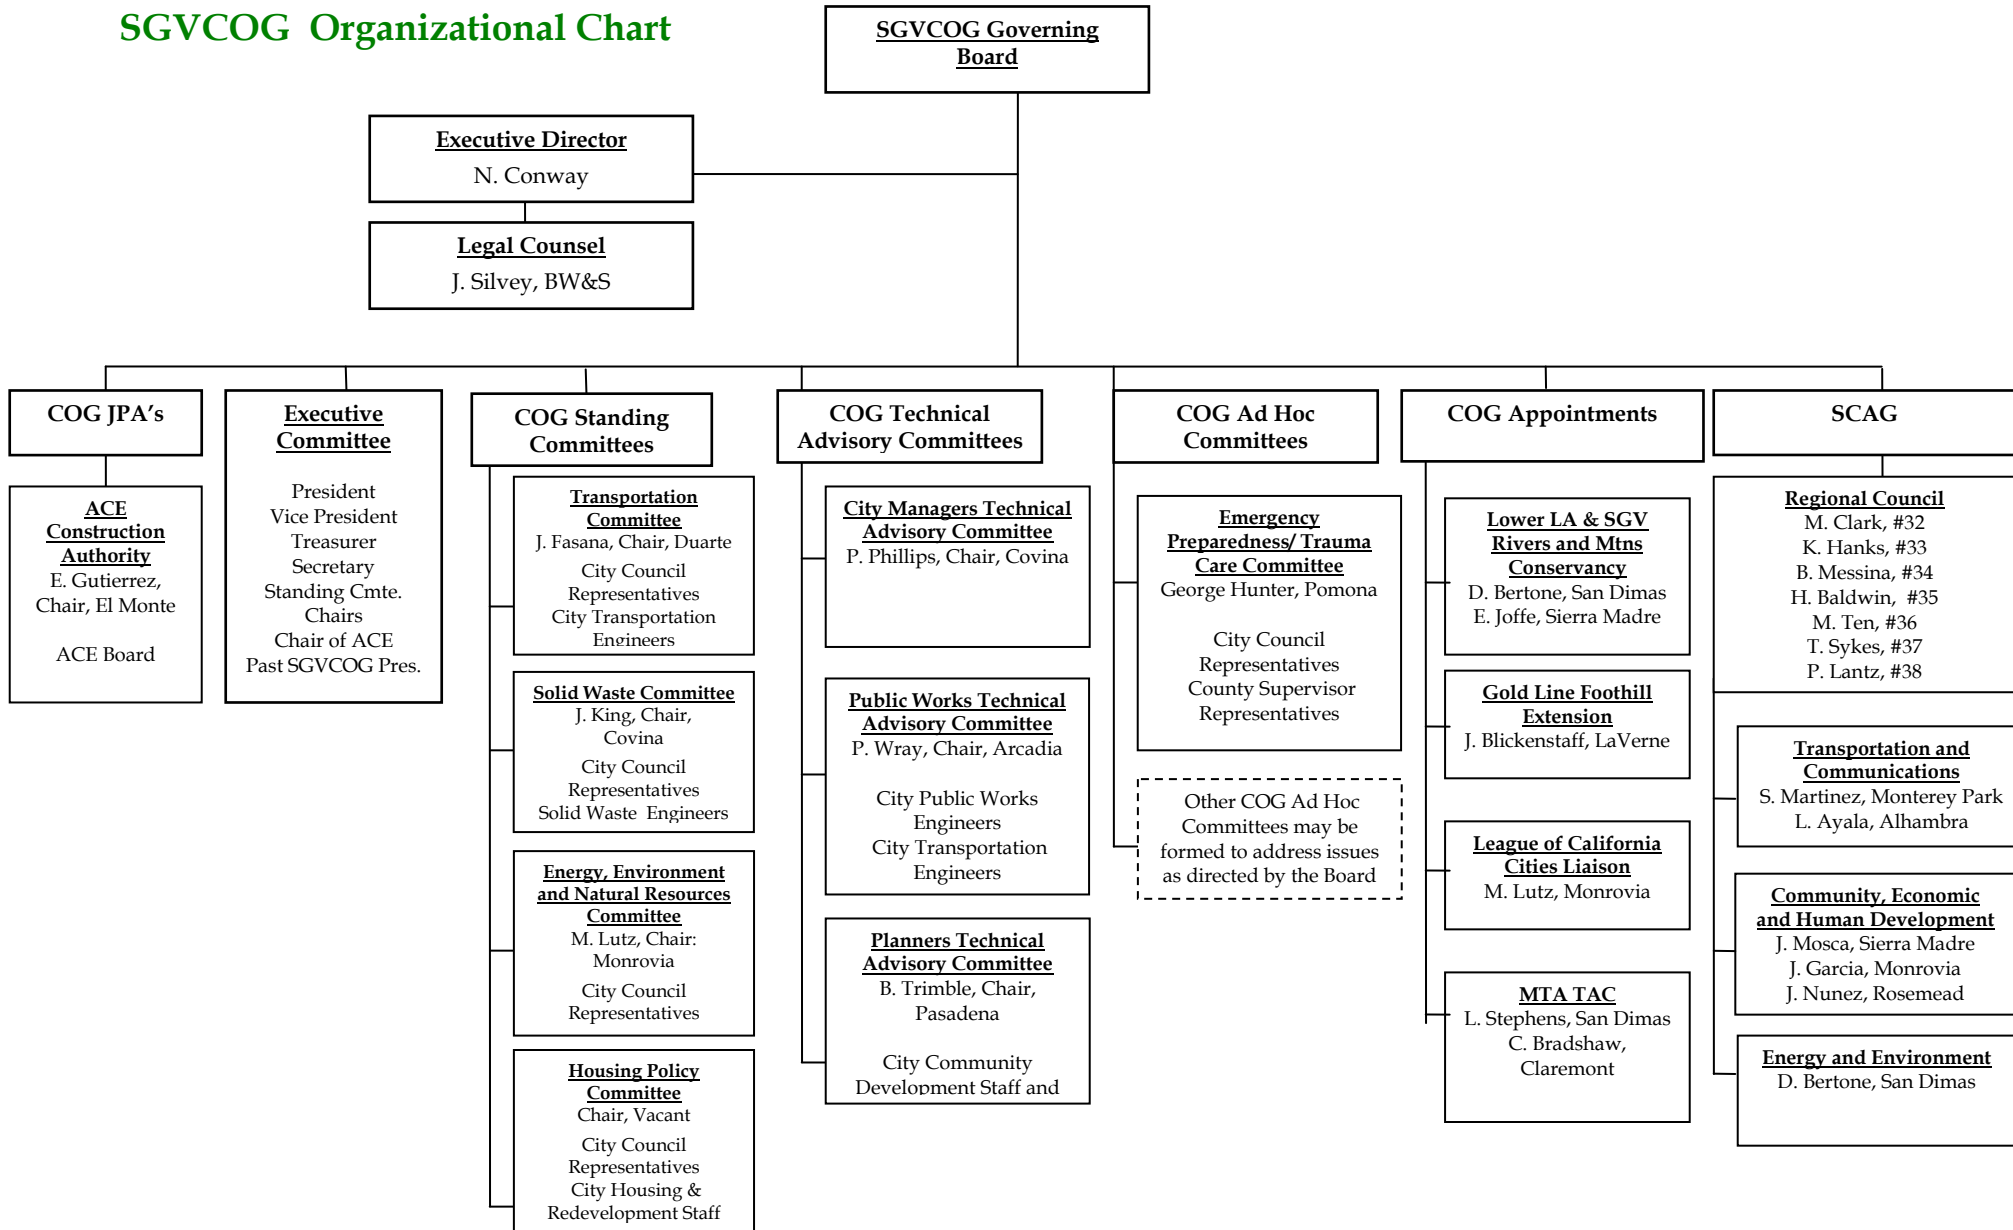 SGVCOG Organizational Chart
SGVCOG Governing
Board
Executive Director
N. Conway
Legal Counsel
J. Silvey, BW&S
COG JPA’s
ACE
Construction
Authority
E. Gutierrez,
Chair, El Monte
ACE Board
Executive
Committee
President
Vice President
Treasurer
Secretary
Standing Cmte.
Chairs
Chair of ACE
Past SGVCOG Pres.
COG Standing
Committees
Transportation
Committee
J. Fasana, Chair, Duarte
City Council
Representatives
City Transportation
Engineers
Solid Waste Committee
J. King, Chair,
Covina
City Council
Representatives
Solid Waste Engineers
Energy, Environment
and Natural Resources
Committee
M. Lutz, Chair:
Monrovia
City Council
Representatives
Housing Policy
Committee
Chair, Vacant
City Council
Representatives
City Housing &
Redevelopment Staff
COG Technical
Advisory Committees
City Managers Technical
Advisory Committee
P. Phillips, Chair, Covina
Public Works Technical
Advisory Committee
P. Wray, Chair, Arcadia
City Public Works
Engineers
City Transportation
Engineers
Planners Technical
Advisory Committee
B. Trimble, Chair,
Pasadena
City Community
Development Staff and
COG Ad Hoc
Committees
Emergency
Preparedness/ Trauma
Care Committee
George Hunter, Pomona
City Council
Representatives
County Supervisor
Representatives
Other COG Ad Hoc
Committees may be
formed to address issues
as directed by the Board
COG Appointments
Lower LA & SGV
Rivers and Mtns
Conservancy
D. Bertone, San Dimas
E. Joffe, Sierra Madre
Gold Line Foothill
Extension
J. Blickenstaff, LaVerne
League of California
Cities Liaison
M. Lutz, Monrovia
MTA TAC
L. Stephens, San Dimas
C. Bradshaw,
Claremont
SCAG
Regional Council
M. Clark, #32
K. Hanks, #33
B. Messina, #34
H. Baldwin, #35
M. Ten, #36
T. Sykes, #37
P. Lantz, #38
Transportation and
Communications
S. Martinez, Monterey Park
L. Ayala, Alhambra
Community, Economic
and Human Development
J. Mosca, Sierra Madre
J. Garcia, Monrovia
J. Nunez, Rosemead
Energy and Environment
D. Bertone, San Dimas